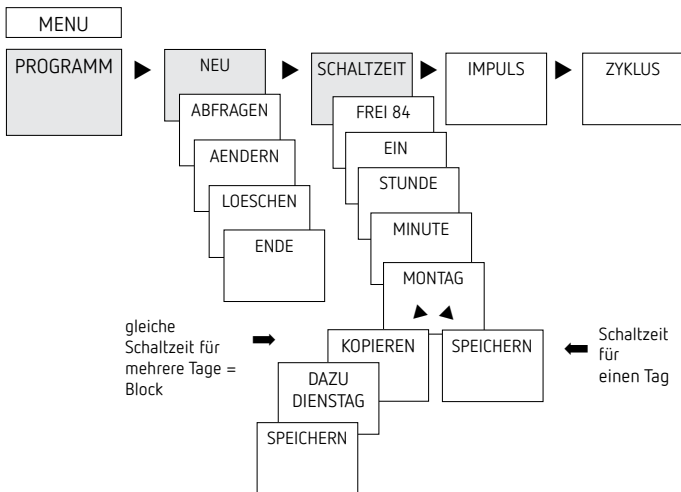 MENU
PROGRAMM
NEU
SCHALTZEIT
IMPULS
ZYKLUS
ABFRAGEN
AENDERN
LOESCHEN
ENDE
FREI 84
EIN
STUNDE
MINUTE
MONTAG
gleiche
Schaltzeit für
mehrere Tage =
Block
KOPIEREN
SPEICHERN
Schaltzeit
für
einen Tag
DAZU
DIENSTAG
SPEICHERN